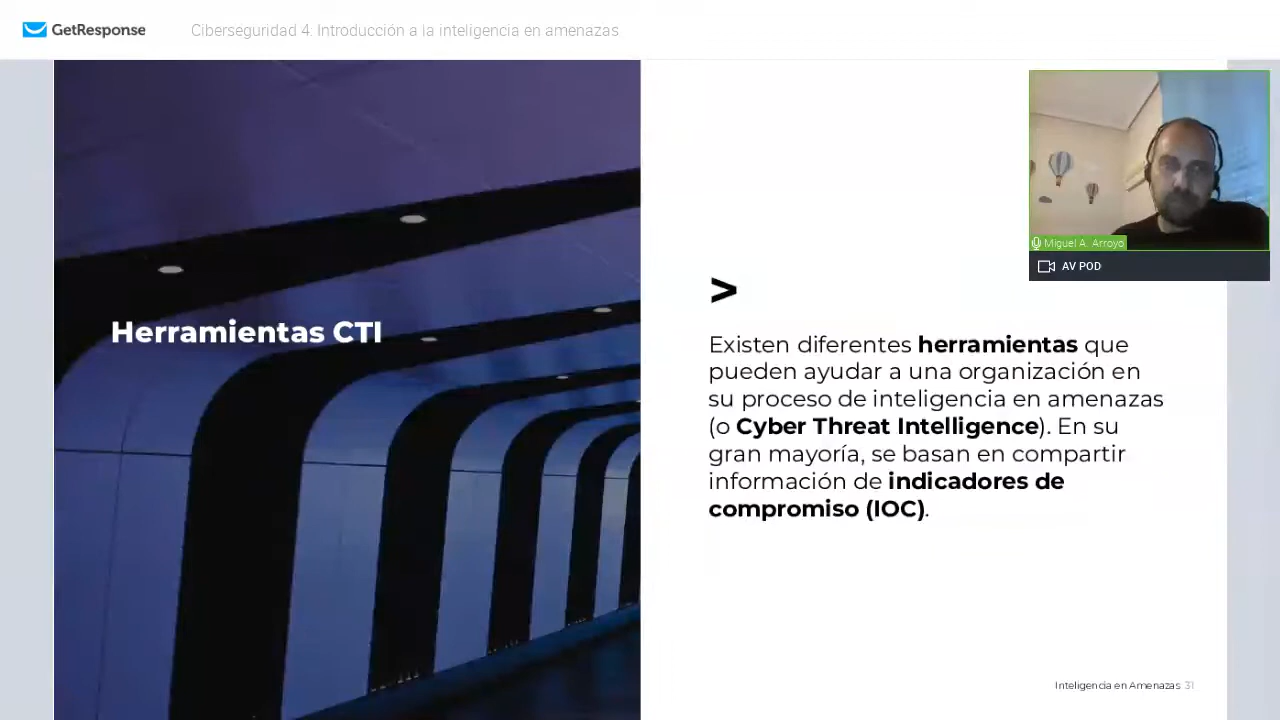 GetResponse
Ciberseguridad 4: Introducción a la inteligencia en amenazas
Herramientas CTI
Miguel A. Arroyo
AV POD
>
Existen diferentes herramientas que
pueden ayudar a una organización en
su proceso de inteligencia en amenazas
(o Cyber Threat Intelligence). En su
gran mayoría, se basan en compartir
información de indicadores de
compromiso (IOC).
Inteligencia en Amenazas 31